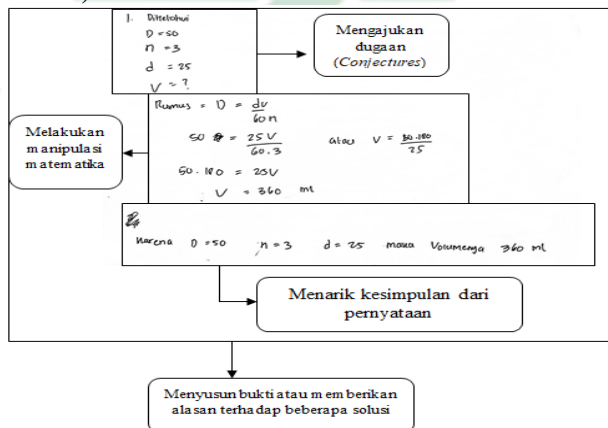 1. Diketahui
D = 50
n = 3
d = 25
V = ?
Mengajukan
dugaan
(Conjectures)
Melakukan
manipulasi
matematika
Rumus = D = dv/60n
50 = 25V/60.3 atau V = 50.180/25
50.180 = 25V
V = 360 ml
Karena D = 50 n = 3 d = 25 maka Volumenya 360 ml
Menarik kesimpulan dari
pernyataan
Menyusun bukti atau memberikan
alasan terhadap beberapa solusi